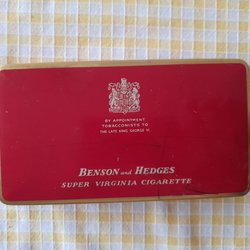 BY APPOINTMENT
TOBACCONISTS TO
THE LATE KING GEORGE VI.
BENSON and HEDGES
SUPER VIRGINIA CIGARETTE